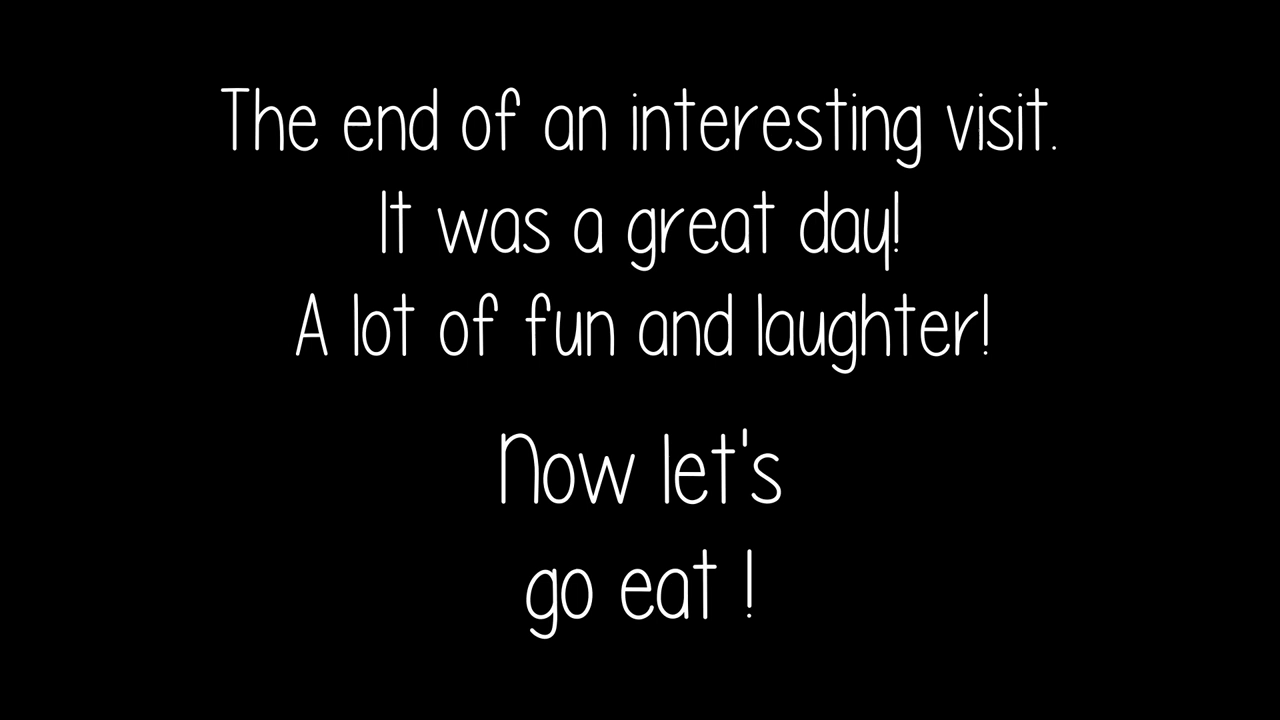 The end of an interesting visit.
It was a great day!
A lot of fun and laughter!
Now let's
go eat !